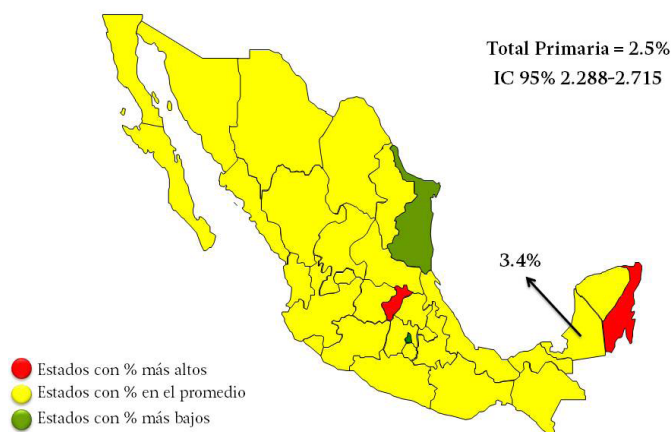 Total Primaria = 2.5%
IC 95% 2.288-2.715
3.4%
Estados con % más altos
Estados con % en el promedio
Estados con % más bajos